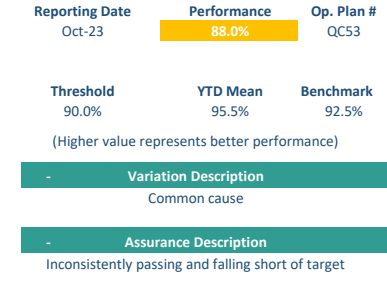 Reporting Date Performance Op. Plan #
Oct-23 88.0% QC53
Threshold YTD Mean Benchmark
90.0% 95.5% 92.5%
(Higher value represents better performance)
- Variation Description
Common cause
- Assurance Description
Inconsistently passing and falling short of target